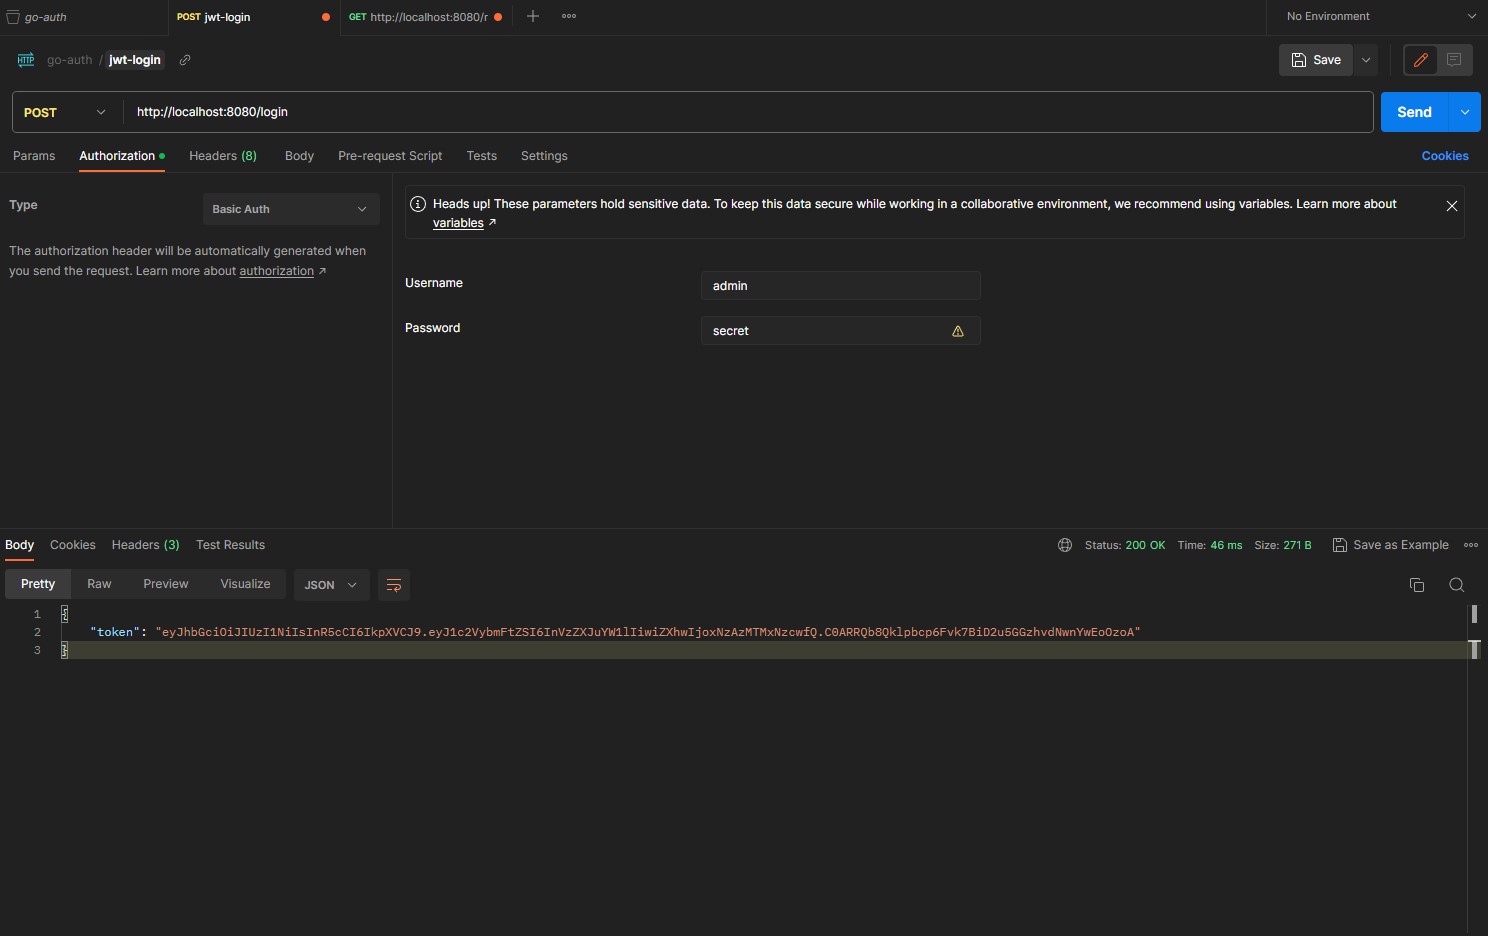 go-auth
POST jwt-login
GET http://localhost:8080/r
No Environment
HTTP go-auth / jwt-login
Save
POST http://localhost:8080/login
Send
Params Authorization Headers (8) Body Pre-request Script Tests Settings
Cookies
Type
Basic Auth
The authorization header will be automatically generated when
you send the request. Learn more about authorization ↗
Heads up! These parameters hold sensitive data. To keep this data secure while working in a collaborative environment, we recommend using variables. Learn more about
variables ↗
Username admin
Password secret
Body Cookies Headers (3) Test Results
Status: 200 OK Time: 46 ms Size: 271 B Save as Example
Pretty Raw Preview Visualize JSON
1 {
2 "token": "eyJhbGciOiJIUzI1NiIsInR5cCI6IkpXVCJ9.eyJ1c2VybmFtZSI6InVzZXJuYW1lIiwiZXhwIjoxNzAzMTMxNzcwfQ.C0ARRQb8Qklpbcp6Fvk7BiD2u5GGzhvdNwnYwEoOzoA"
3 }